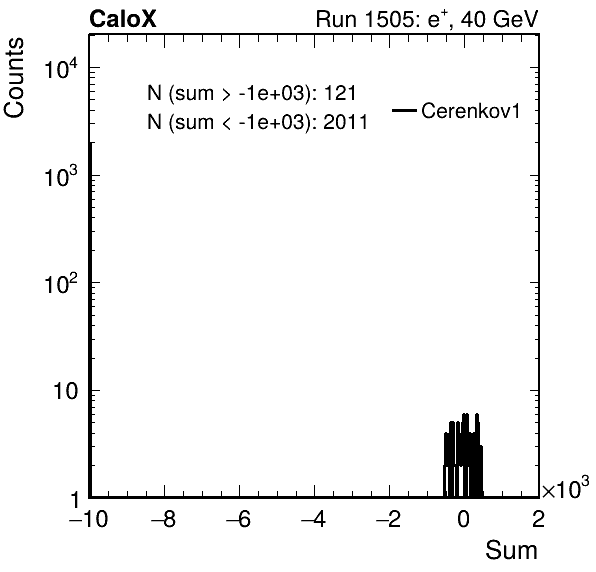 CaloX Run 1505: e⁺, 40 GeV
Counts
N (sum > -1e+03): 121
N (sum < -1e+03): 2011
Cerenkov1
10⁴
10³
10²
10
1
−10 −8 −6 −4 −2 0 2
×10³
Sum